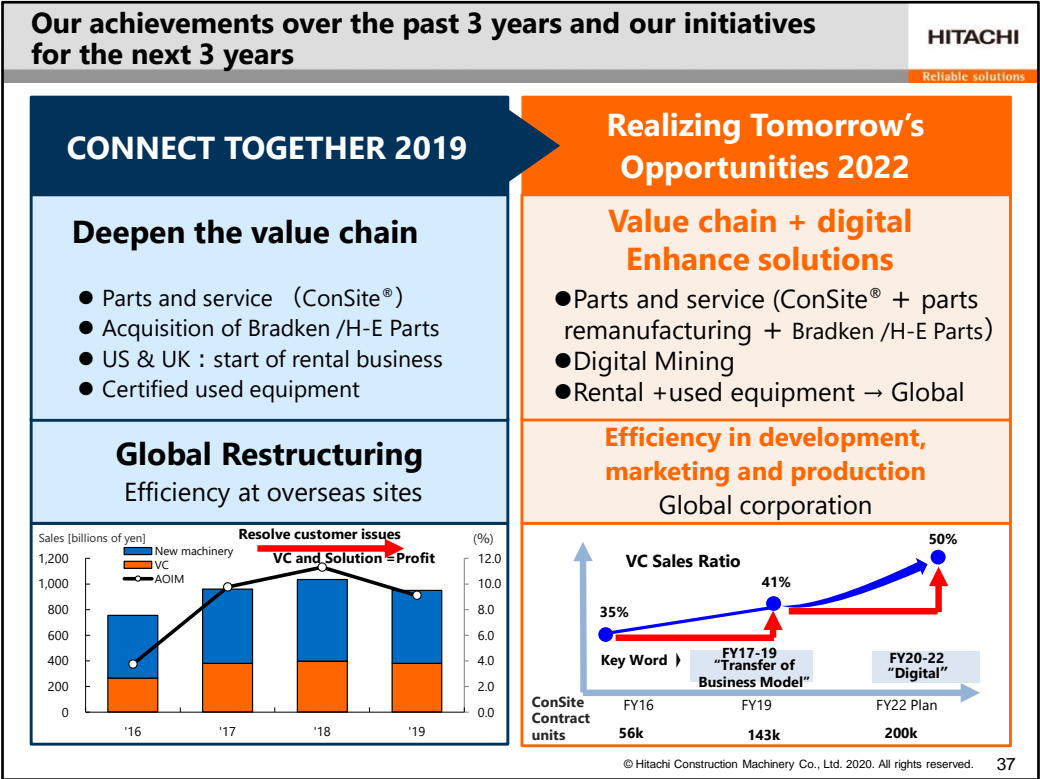 Our achievements over the past 3 years and our initiatives
for the next 3 years
HITACHI
Reliable solutions
CONNECT TOGETHER 2019
Realizing Tomorrow’s
Opportunities 2022
Deepen the value chain
● Parts and service （ConSite®）
● Acquisition of Bradken /H-E Parts
● US & UK：start of rental business
● Certified used equipment
Value chain + digital
Enhance solutions
●Parts and service (ConSite® ＋ parts
remanufacturing ＋ Bradken /H-E Parts）
●Digital Mining
●Rental +used equipment → Global
Global Restructuring
Efficiency at overseas sites
Efficiency in development,
marketing and production
Global corporation
Sales [billions of yen]
Resolve customer issues
(%)
New machinery
VC
AOIM
VC and Solution =Profit
1,200
1,000
800
600
400
200
0
12.0
10.0
8.0
6.0
4.0
2.0
0.0
'16
'17
'18
'19
VC Sales Ratio
50%
41%
35%
Key Word
FY17-19
“Transfer of
Business Model”
FY20-22
“Digital”
FY16
FY19
FY22 Plan
ConSite
Contract
units
56k
143k
200k
© Hitachi Construction Machinery Co., Ltd. 2020. All rights reserved.
37